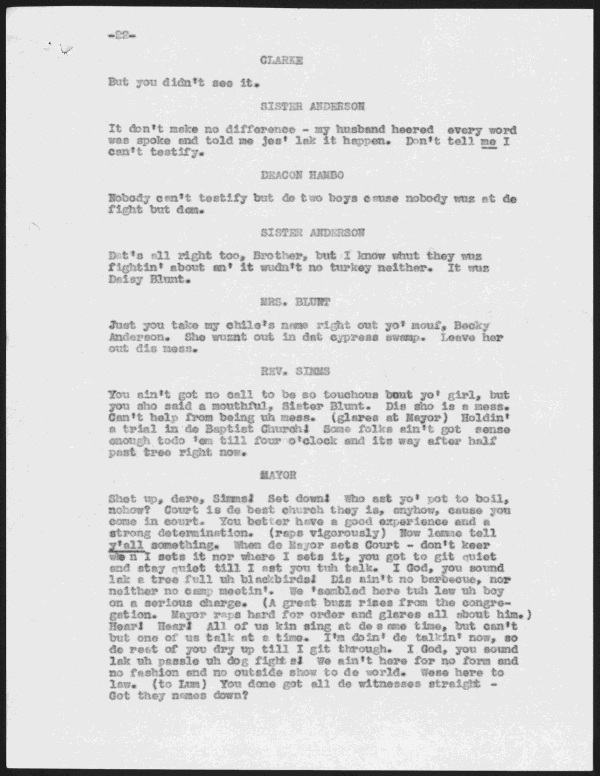 -22-
CLARKE
But you didn't see it.
SISTER ANDERSON
It don't make no difference - my husband heered every word
was spoke and told me jes' lak it happen. Don't tell me I
can't testify.
DEACON HAMBO
Nobody can't testify but de two boys cause nobody wuz at de
fight but dem.
SISTER ANDERSON
Dat's all right too, Brother, but I know whut they wuz
fightin' about an' it wudn't no turkey neither. It wuz
Daisy Blunt.
MRS. BLUNT
Just you take my chile's name right out yo' mouf, Becky
Anderson. She wuznt out in dat cypress swamp. Leave her
out dis mess.
REV. SIMMS
You ain't got no call to be so touchous bout yo' girl, but
you sho said a mouthful, Sister Blunt. Dis sho is a mess.
Can't help from being uh mess. (glares at Mayor) Holdin'
a trial in de Baptist Church! Some folks ain't got sense
enough todo 'em till four o'clock and its way after half
past tree right now.
MAYOR
Shet up, dere, Simms! Set down! Who ast yo' pot to boil,
nohow? Court is de best church they is, anyhow, cause you
come in court. You better have a good experience and a
strong determination. (raps vigorously) Now lemme tell
y'all something. When de Mayor sets Court - don't keer
when I sets it nor where I sets it, you got to git quiet
and stay quiet till I ast you tuh talk. I God, you sound
lak a tree full uh blackbirds! Dis ain't no barbecue, nor
neither no camp meetin'. We 'sembled here tuh law uh boy
on a serious charge. (A great buzz rises from the congre-
gation. Mayor raps hard for order and glares all about him.)
Hear! Hear! All of us kin sing at de same time, but can't
but one of us talk at a time. I'm doin' de talkin' now, so
de rest of you dry up till I git through. I God, you sound
lak uh passle uh dog fights! We ain't here for no form and
no fashion and no outside show to de world. Wese here to
law. (to Lum) You done got all de witnesses straight -
Got they names down?